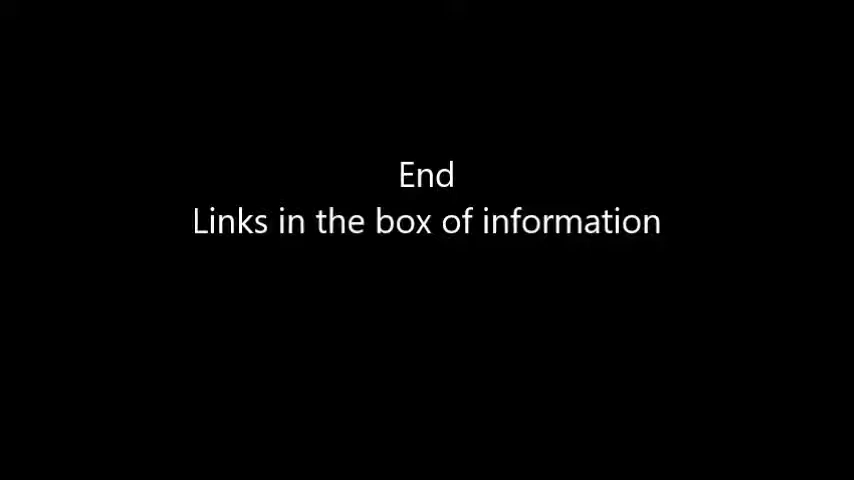 End
Links in the box of information